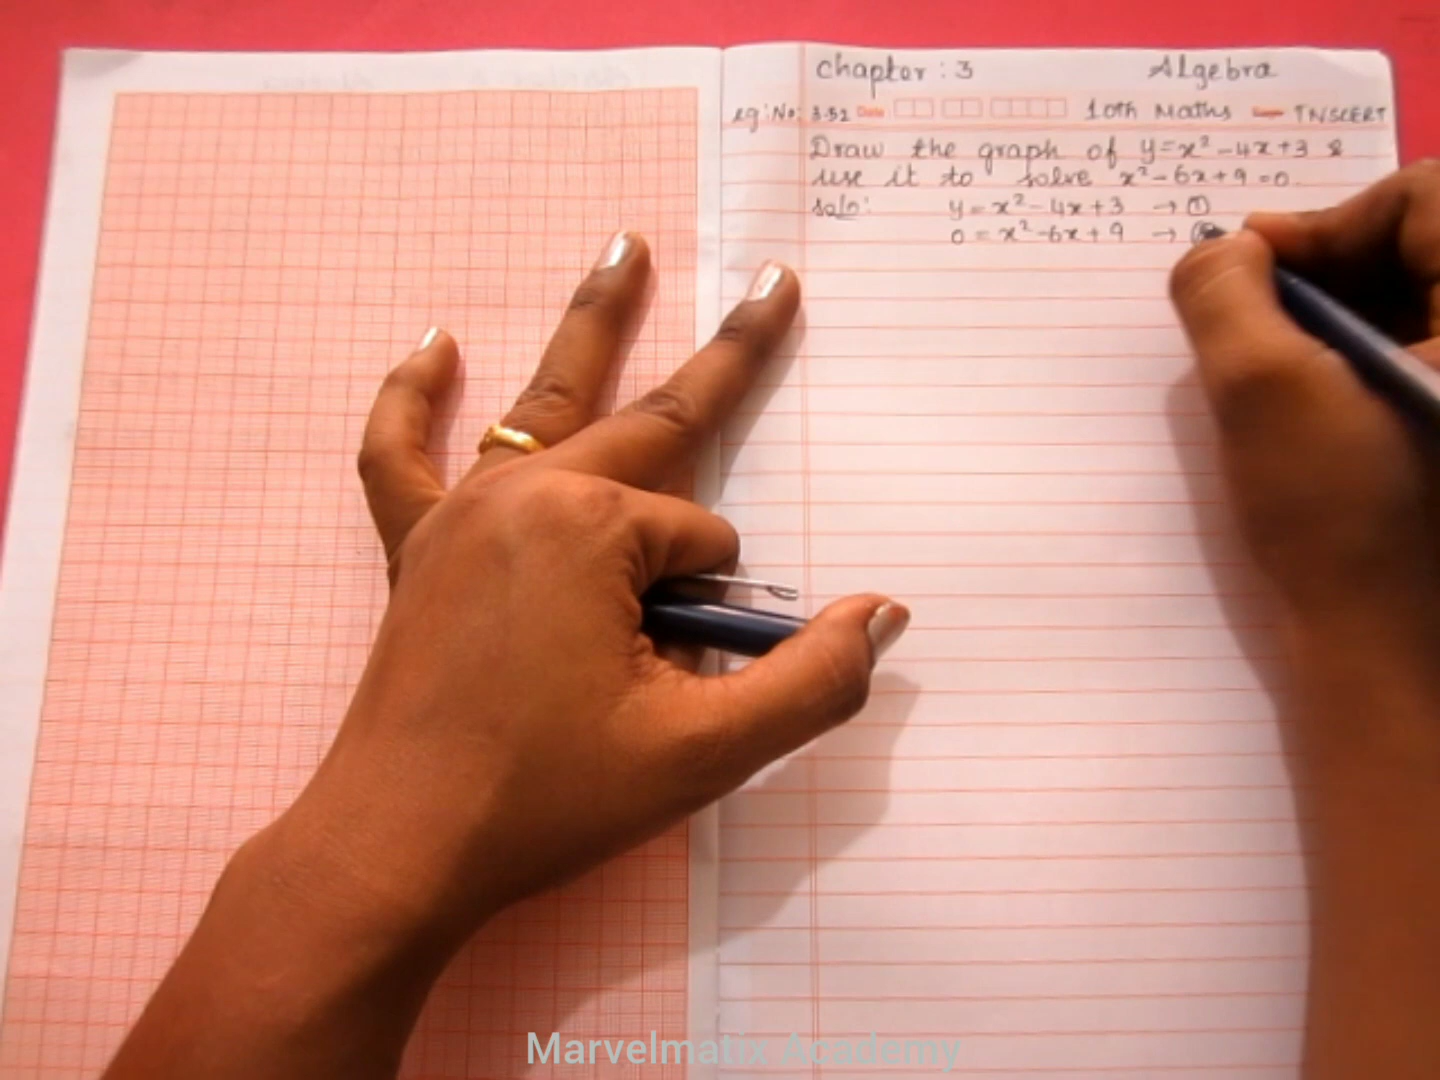 Chapter : 3 Algebra
eg: No: 3.52 Date 10th Maths TNSCERT
Draw the graph of y=x²-4x+3 &
use it to solve x²-6x+9=0.
soln: y = x²-4x+3 → ①
0 = x²-6x+9 →
Marvelmatix Academy